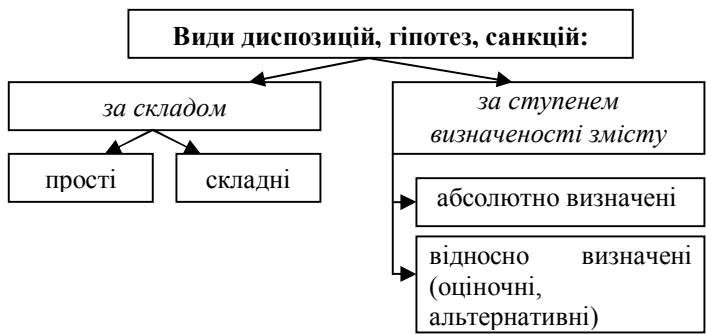 Види диспозицій, гіпотез, санкцій:
за складом
за ступенем
визначеності змісту
прості
складні
абсолютно визначені
відносно визначені
(оціночні,
альтернативні)